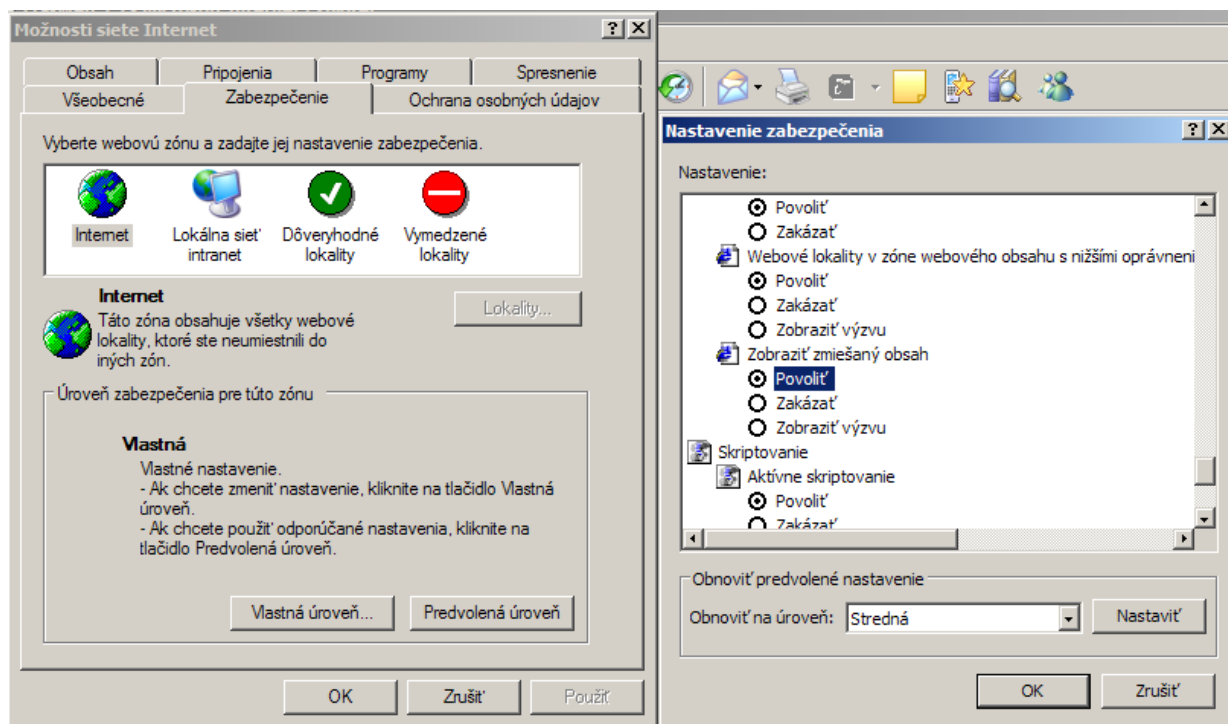 Možnosti siete Internet
Obsah
Pripojenia
Programy
Spresnenie
Všeobecné
Zabezpečenie
Ochrana osobných údajov
Vyberte webovú zónu a zadajte jej nastavenie zabezpečenia.
Internet
Lokálna sieť
intranet
Dôveryhodné
lokality
Vymedzené
lokality
Internet
Lokality...
Táto zóna obsahuje všetky webové
lokality, ktoré ste neumiestnili do
iných zón.
Úroveň zabezpečenia pre túto zónu
Vlastná
Vlastné nastavenie.
- Ak chcete zmeniť nastavenie, kliknite na tlačidlo Vlastná
úroveň.
- Ak chcete použiť odporúčané nastavenia, kliknite na
tlačidlo Predvolená úroveň.
Vlastná úroveň...
Predvolená úroveň
OK
Zrušiť
Použiť
Nastavenie zabezpečenia
Nastavenie:
Povoliť
Zakázať
Webové lokality v zóne webového obsahu s nižšími oprávneni
Povoliť
Zakázať
Zobraziť výzvu
Zobraziť zmiešaný obsah
Povoliť
Zakázať
Zobraziť výzvu
Skriptovanie
Aktívne skriptovanie
Povoliť
Zakázať
Obnoviť predvolené nastavenie
Obnoviť na úroveň:
Stredná
Nastaviť
OK
Zrušiť